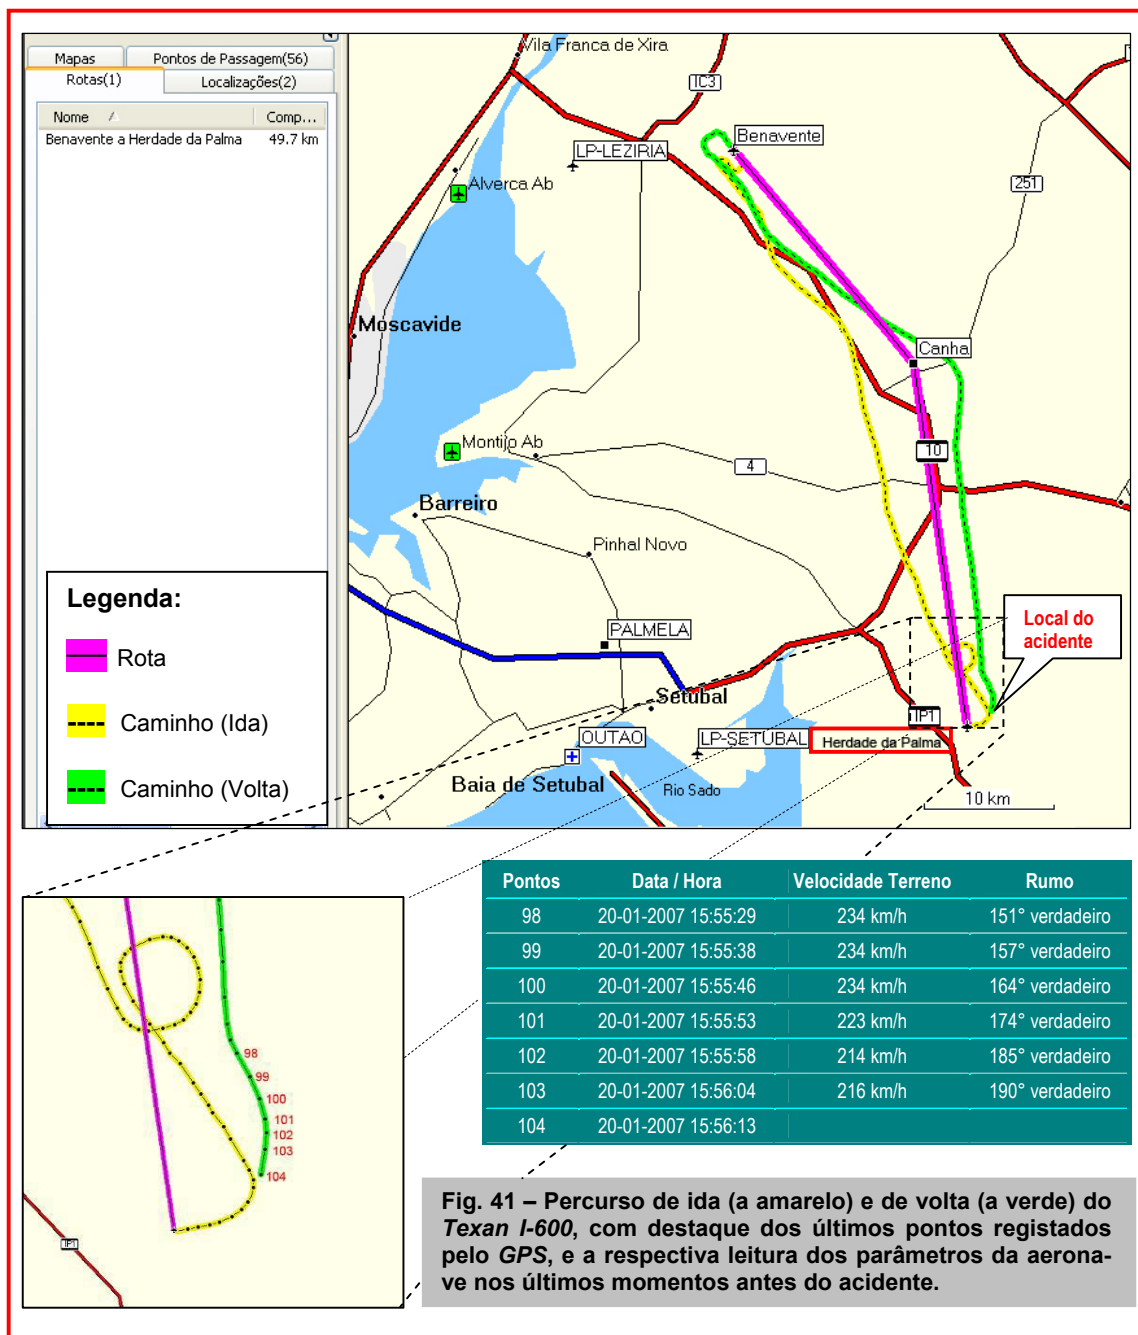 Mapas
Pontos de Passagem(56)
Rotas(1)
Localizações(2)
Nome
Comp...
Benavente a Herdade da Palma
49.7 km
Vila Franca de Xira
IC3
Benavente
LP-LEZIRIA
Alverca Ab
251
Moscavide
Canha
Montijo Ab
10
4
Barreiro
Pinhal Novo
PALMELA
Local do
acidente
Setubal
IP1
OUTAO
LP-SETUBAL
Herdade da Palma
Baia de Setubal
Rio Sado
10 km
Legenda:
Rota
Caminho (Ida)
Caminho (Volta)
98
99
100
101
102
103
104
IP1
Pontos Data / Hora Velocidade Terreno Rumo
98 20-01-2007 15:55:29 234 km/h 151° verdadeiro
99 20-01-2007 15:55:38 234 km/h 157° verdadeiro
100 20-01-2007 15:55:46 234 km/h 164° verdadeiro
101 20-01-2007 15:55:53 223 km/h 174° verdadeiro
102 20-01-2007 15:55:58 214 km/h 185° verdadeiro
103 20-01-2007 15:56:04 216 km/h 190° verdadeiro
104 20-01-2007 15:56:13
Fig. 41 – Percurso de ida (a amarelo) e de volta (a verde) do
Texan I-600, com destaque dos últimos pontos registados
pelo GPS, e a respectiva leitura dos parâmetros da aerona-
ve nos últimos momentos antes do acidente.